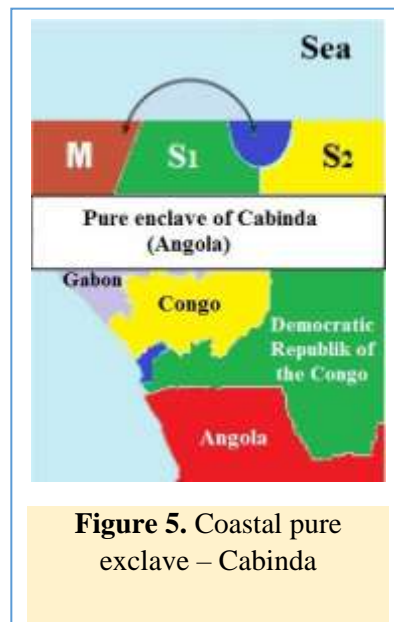 Sea
M S1 S2
Pure enclave of Cabinda
(Angola)
Gabon
Congo
Democratic
Republik of
the Congo
Angola
Figure 5. Coastal pure
exclave – Cabinda